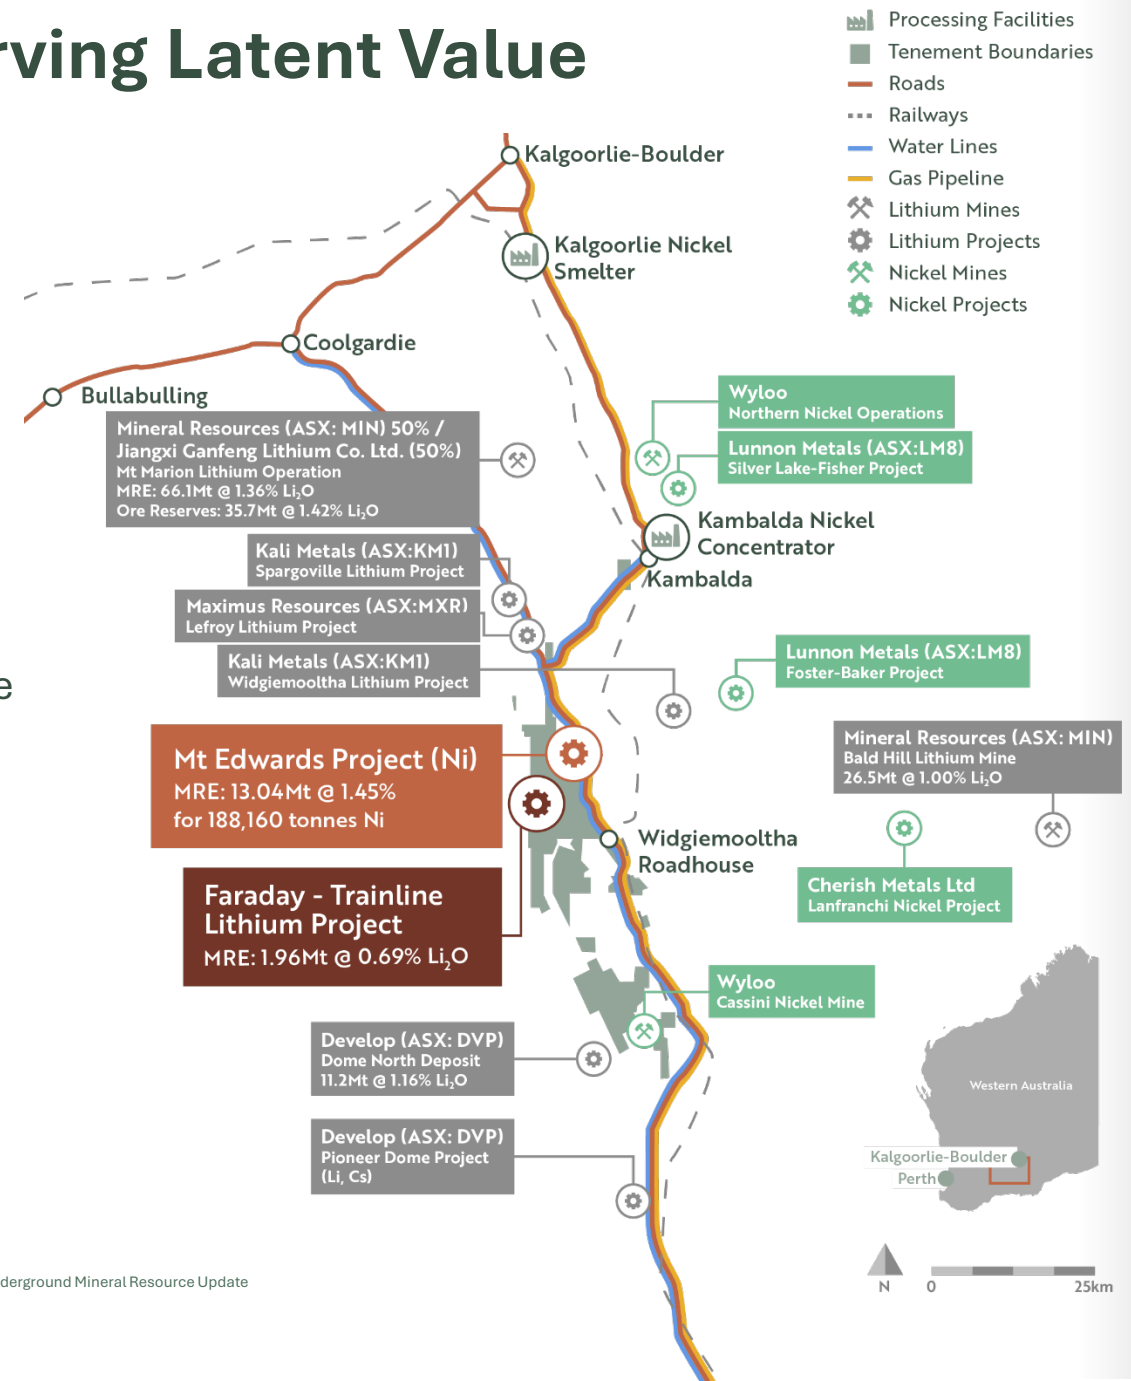 rving Latent Value
Processing Facilities
Tenement Boundaries
Roads
Railways
Water Lines
Gas Pipeline
Lithium Mines
Lithium Projects
Nickel Mines
Nickel Projects
Kalgoorlie-Boulder
Kalgoorlie Nickel
Smelter
Coolgardie
Bullabulling
Wyloo
Northern Nickel Operations
Mineral Resources (ASX: MIN) 50% /
Jiangxi Ganfeng Lithium Co. Ltd. (50%)
Mt Marion Lithium Operation
MRE: 66.1Mt @ 1.36% Li₂O
Ore Reserves: 35.7Mt @ 1.42% Li₂O
Lunnon Metals (ASX:LM8)
Silver Lake-Fisher Project
Kambalda Nickel
Concentrator
Kambalda
Kali Metals (ASX:KM1)
Spargoville Lithium Project
Maximus Resources (ASX:MXR)
Lefroy Lithium Project
Kali Metals (ASX:KM1)
Widgiemooltha Lithium Project
Lunnon Metals (ASX:LM8)
Foster-Baker Project
e
Mt Edwards Project (Ni)
MRE: 13.04Mt @ 1.45%
for 188,160 tonnes Ni
Mineral Resources (ASX: MIN)
Bald Hill Lithium Mine
26.5Mt @ 1.00% Li₂O
Widgiemooltha
Roadhouse
Faraday - Trainline
Lithium Project
MRE: 1.96Mt @ 0.69% Li₂O
Cherish Metals Ltd
Lanfranchi Nickel Project
Wyloo
Cassini Nickel Mine
Develop (ASX: DVP)
Dome North Deposit
11.2Mt @ 1.16% Li₂O
Develop (ASX: DVP)
Pioneer Dome Project
(Li, Cs)
Western Australia
Kalgoorlie-Boulder
Perth
N
0
25km
derground Mineral Resource Update